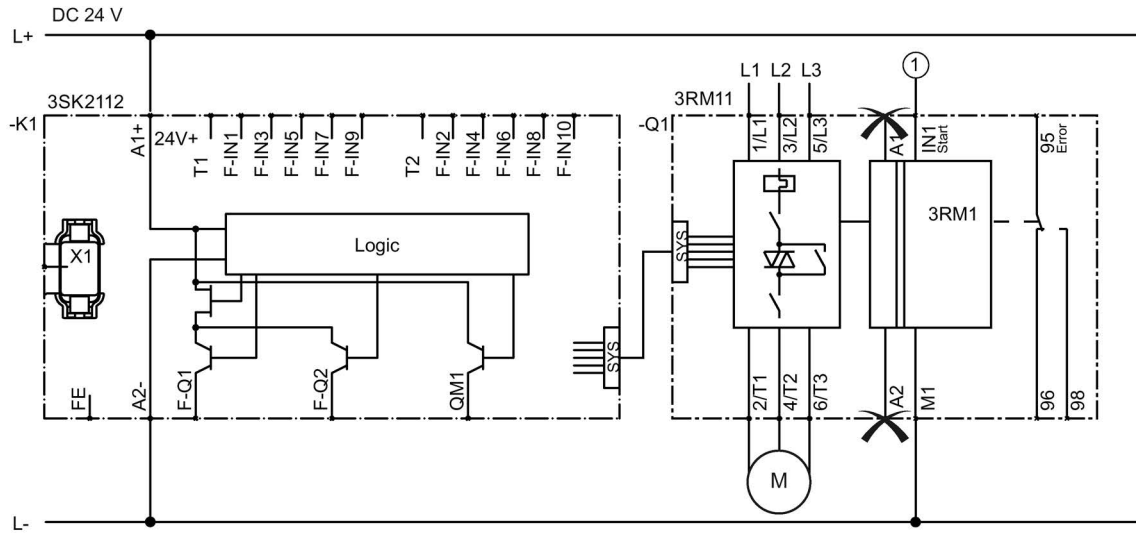 DC 24 V
L+
3SK2112
-K1
A1+
24V+
T1
F-IN1
F-IN3
F-IN5
F-IN7
F-IN9
T2
F-IN2
F-IN4
F-IN6
F-IN8
F-IN10
X1
Logic
SYS
FE
A2-
F-Q1
F-Q2
QM1
L1 L2 L3
1
3RM11
-Q1
1/L1
3/L2
5/L3
A1
IN1
Start
95
Error
SYS
3RM1
2/T1
4/T2
6/T3
A2
M1
96
98
M
L-